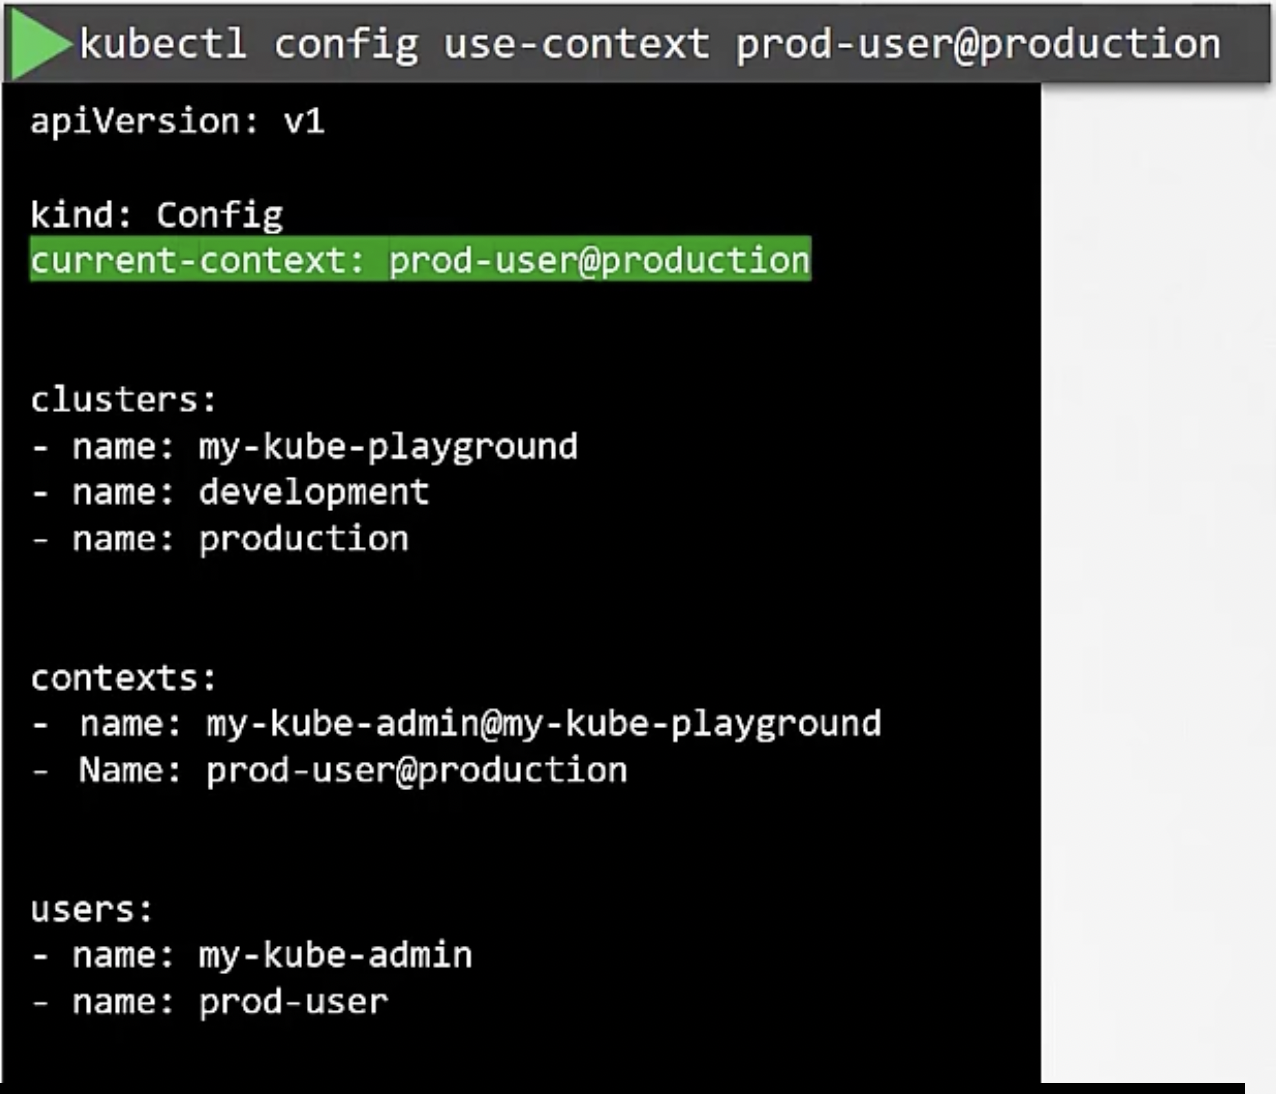 kubectl config use-context prod-user@production
apiVersion: v1
kind: Config
current-context: prod-user@production
clusters:
- name: my-kube-playground
- name: development
- name: production
contexts:
- name: my-kube-admin@my-kube-playground
- Name: prod-user@production
users:
- name: my-kube-admin
- name: prod-user